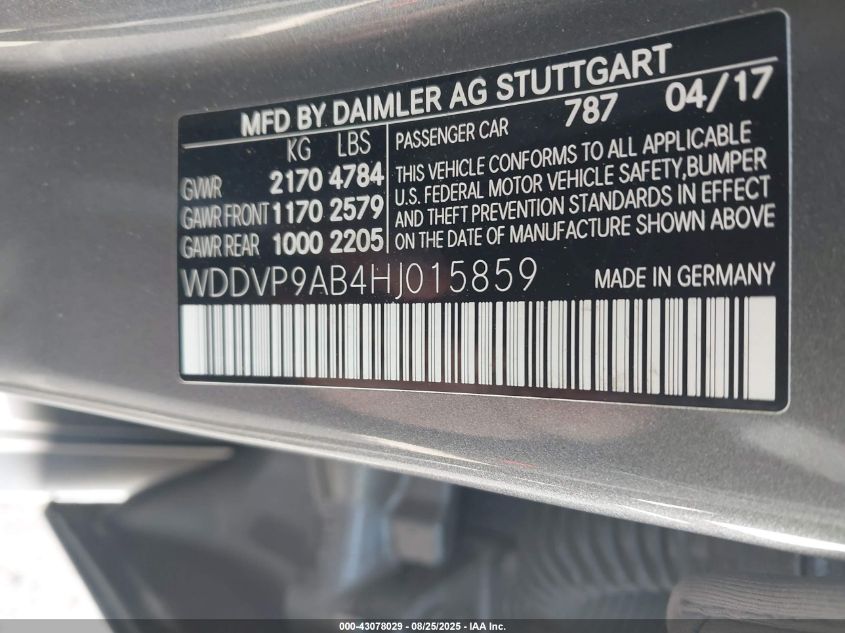 MFD BY DAIMLER AG STUTTGART
KG LBS
GVWR 2170 4784
GAWR FRONT 1170 2579
GAWR REAR 1000 2205
PASSENGER CAR 787 04/17
THIS VEHICLE CONFORMS TO ALL APPLICABLE
U.S. FEDERAL MOTOR VEHICLE SAFETY, BUMPER
AND THEFT PREVENTION STANDARDS IN EFFECT
ON THE DATE OF MANUFACTURE SHOWN ABOVE
WDDVP9AB4HJ015859 MADE IN GERMANY
000-43078029 - 08/25/2025 - IAA Inc.